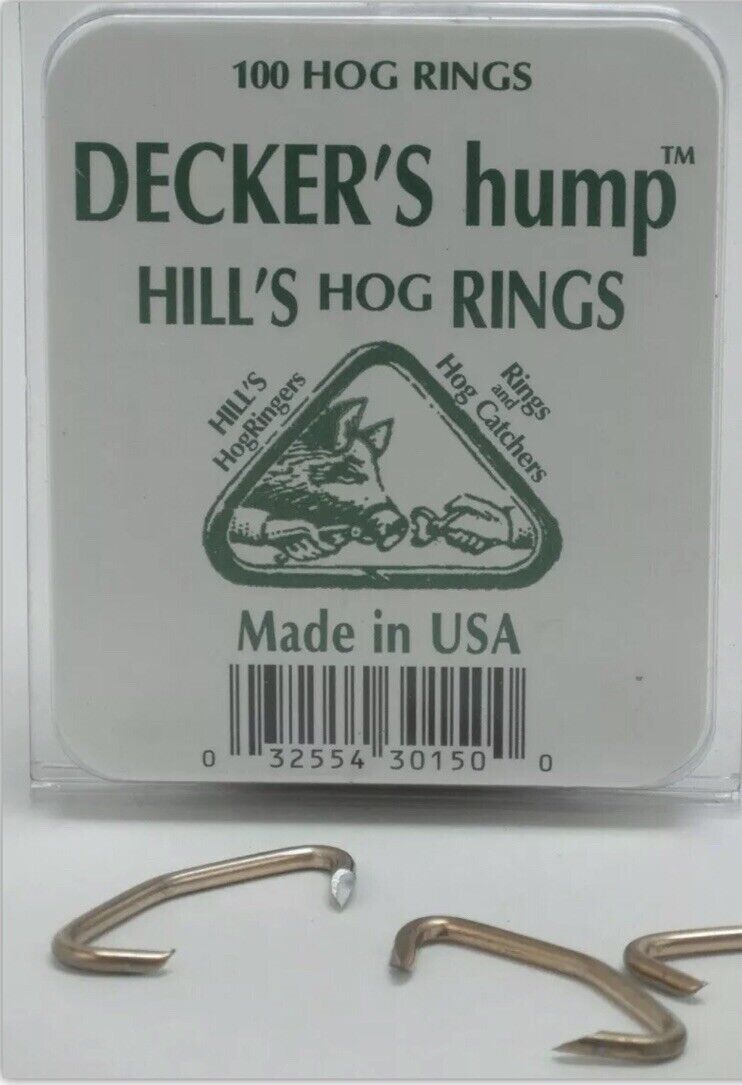 100 HOG RINGS
DECKER'S hump™
HILL'S HOG RINGS
HILL'S
HogRingers
Rings
and
Hog Catchers
Made in USA
0 32554 30150 0